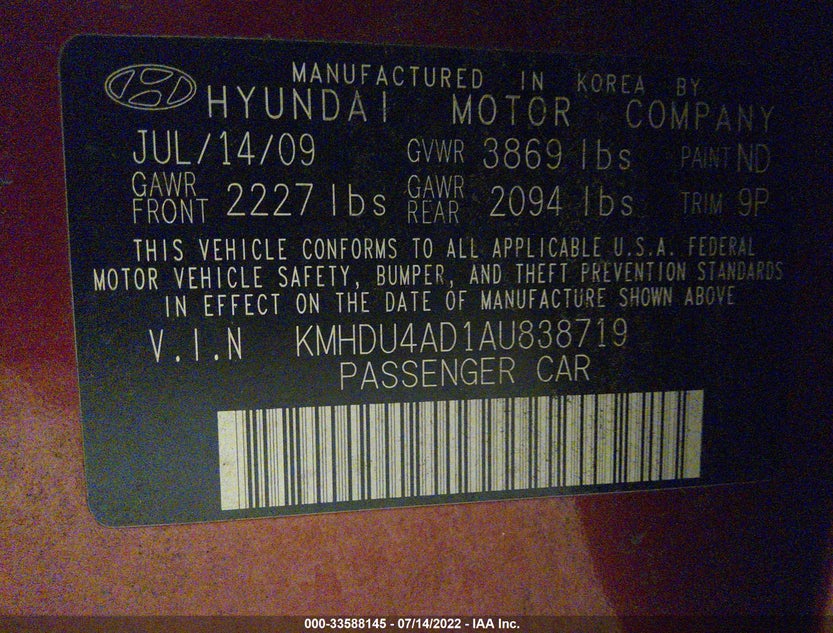 MANUFACTURED IN KOREA BY
HYUNDAI MOTOR COMPANY
JUL/14/09 GVWR 3869 lbs PAINT ND
GAWR FRONT 2227 lbs GAWR REAR 2094 lbs TRIM 9P
THIS VEHICLE CONFORMS TO ALL APPLICABLE U.S.A. FEDERAL
MOTOR VEHICLE SAFETY, BUMPER, AND THEFT PREVENTION STANDARDS
IN EFFECT ON THE DATE OF MANUFACTURE SHOWN ABOVE
V.I.N KMHDU4AD1AU838719
PASSENGER CAR
000-33588145 - 07/14/2022 - IAA Inc.